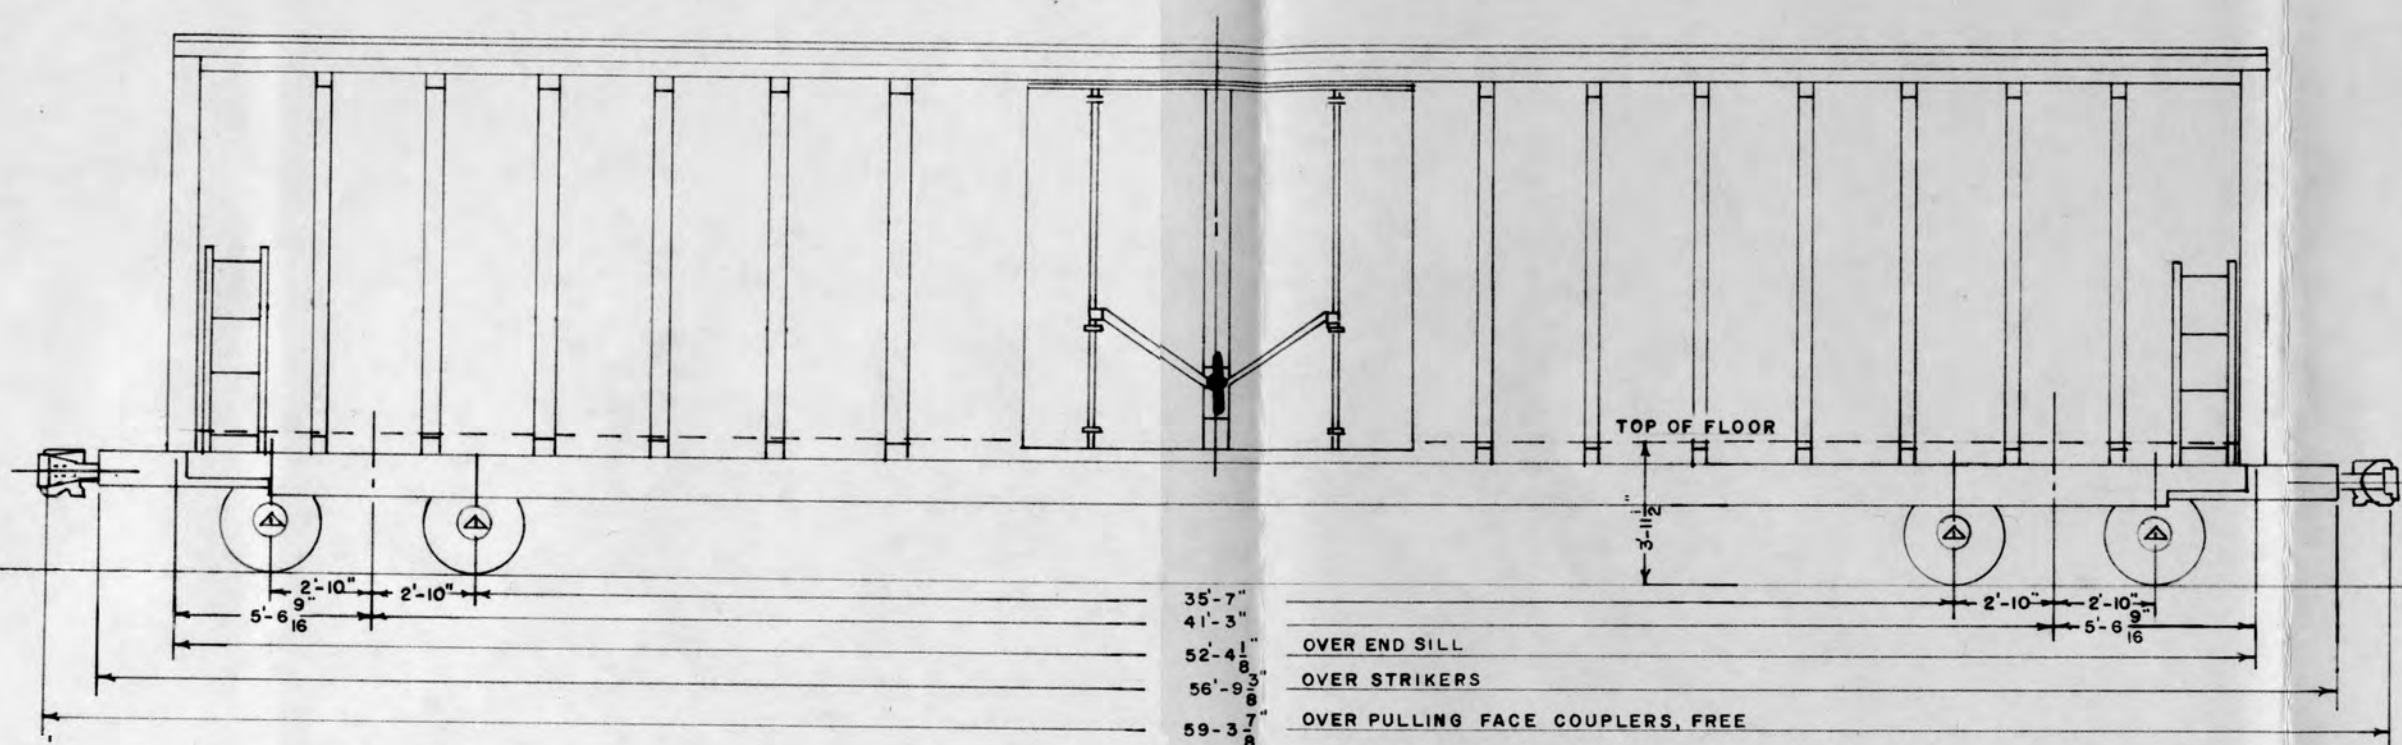 TOP OF FLOOR
3'-11 1/2"
2'-10" 2'-10" 35'-7" 2'-10" 2'-10"
5'-6 9/16" 41'-3" 5'-6 9/16"
52'-4 1/8" OVER END SILL
56'-9 3/8" OVER STRIKERS
59-3 7/8" OVER PULLING FACE COUPLERS, FREE